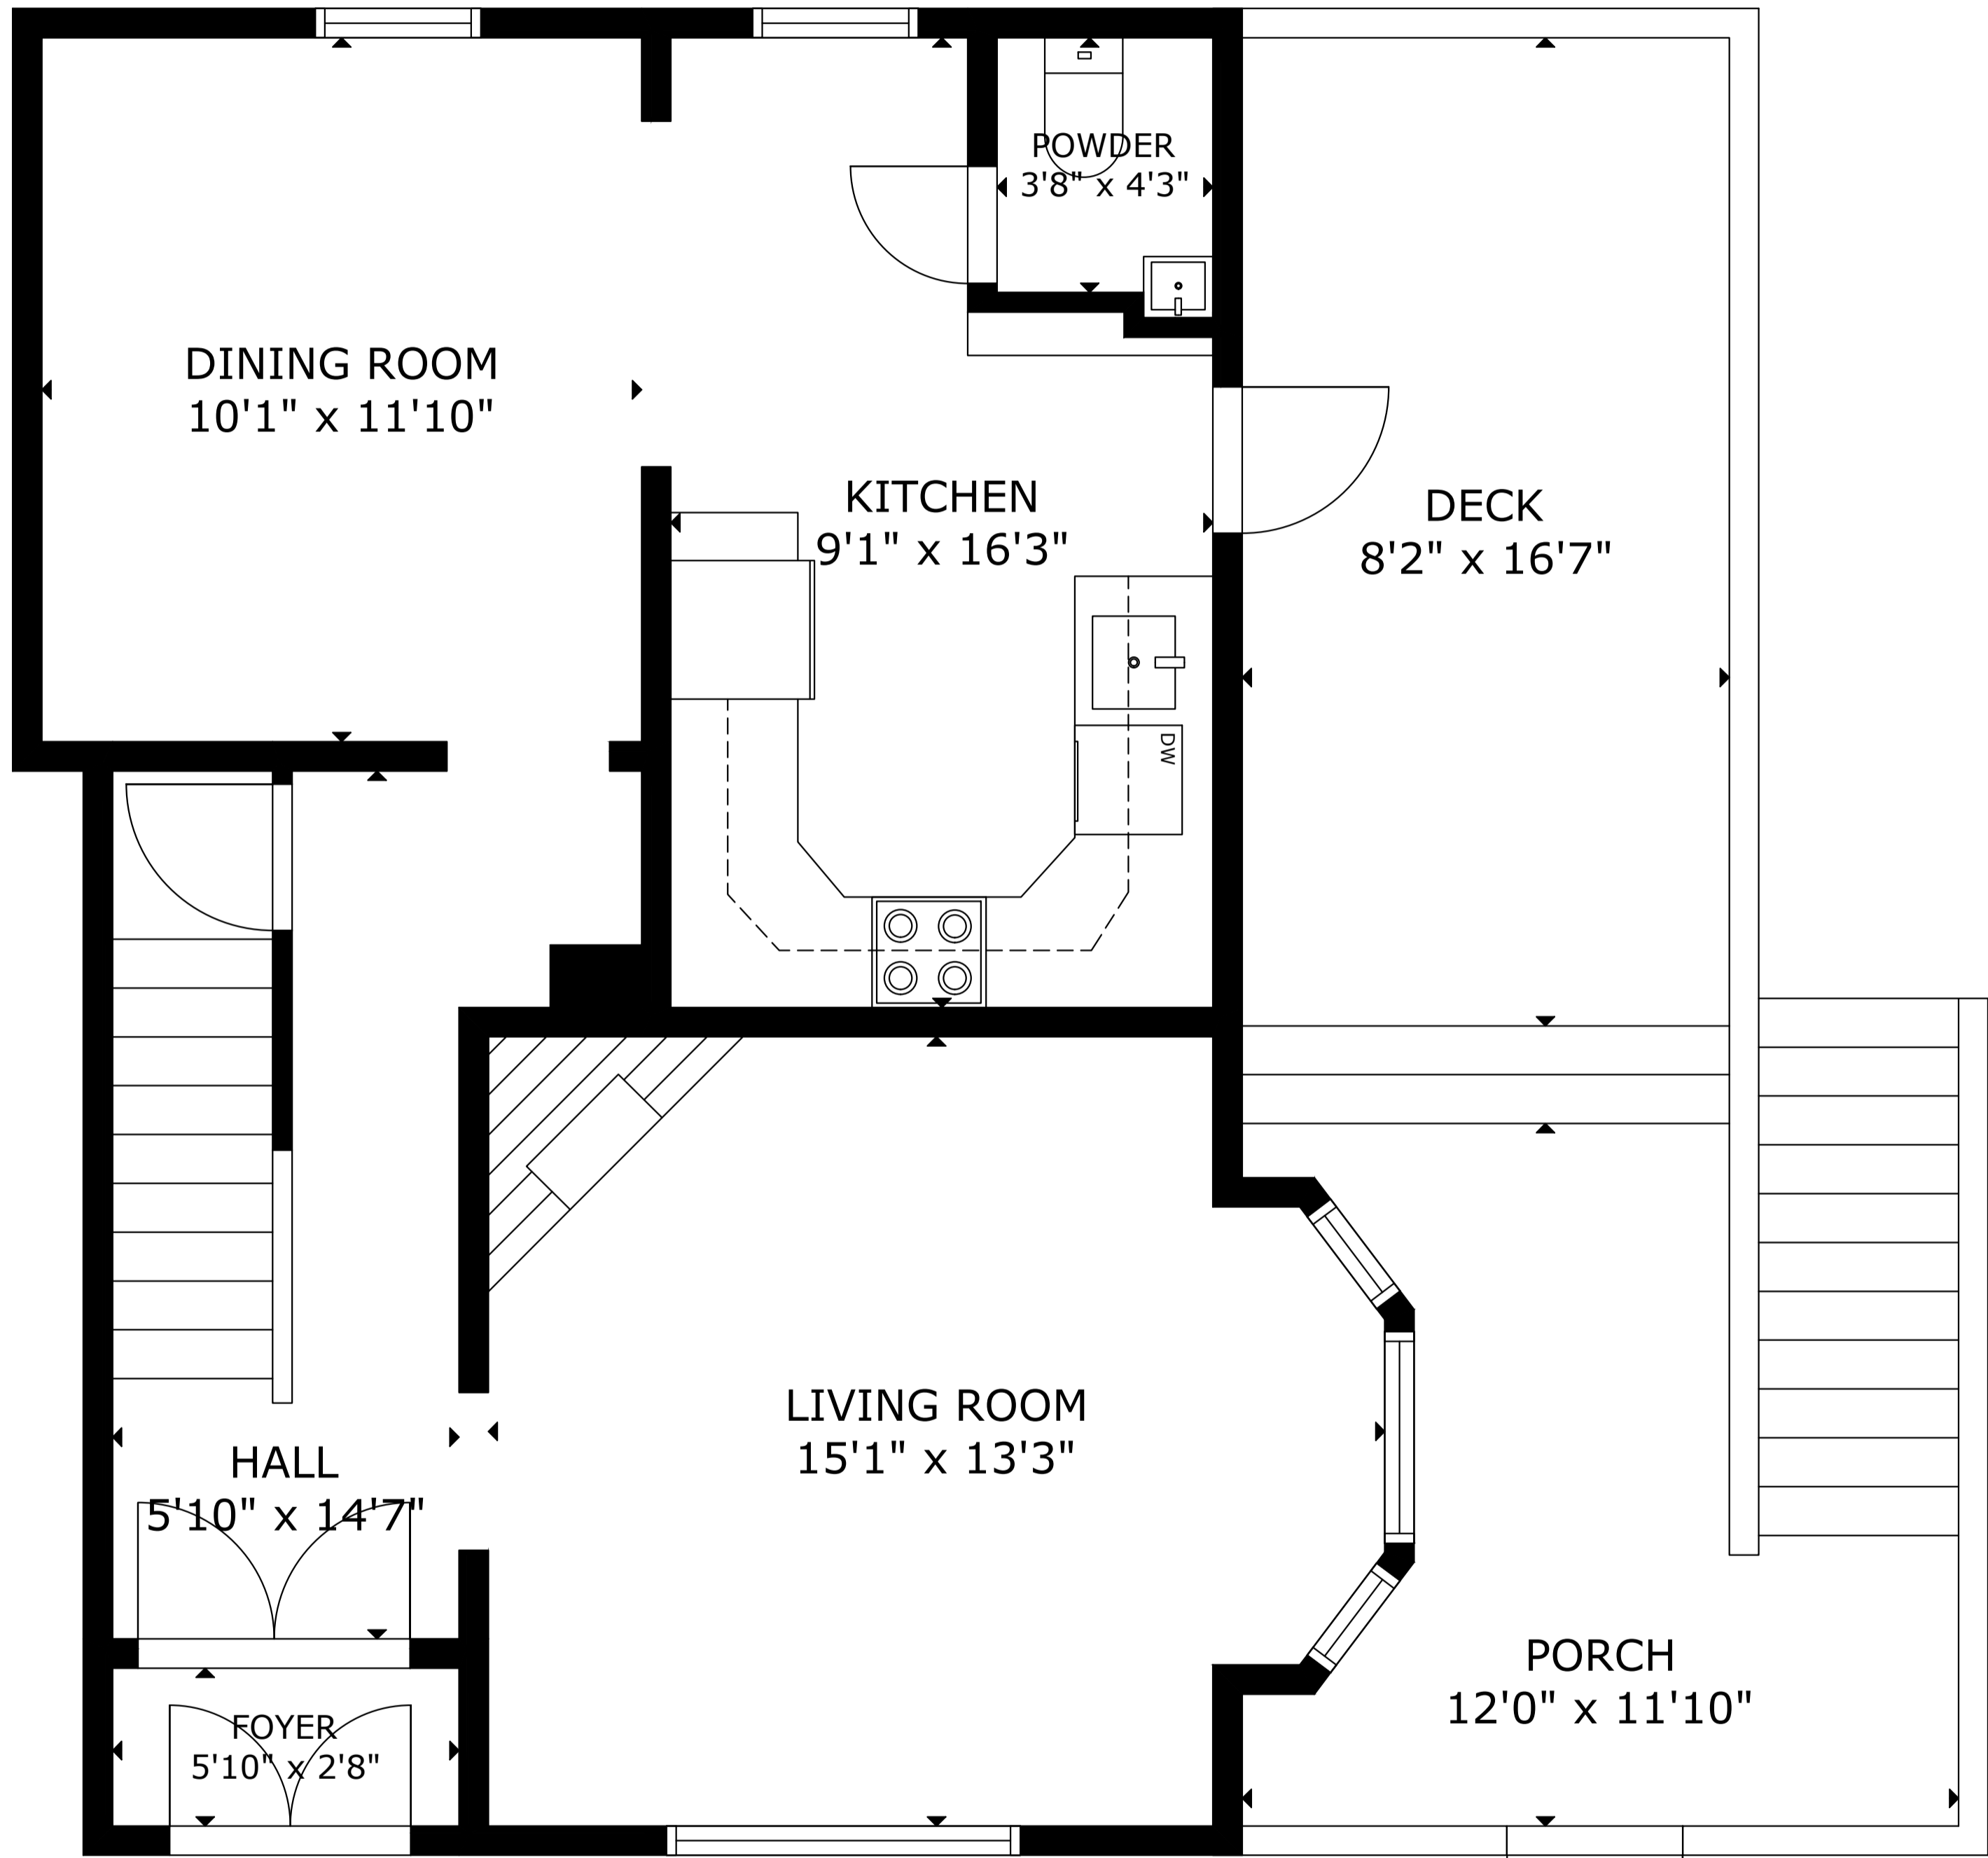 POWDER
3'8" x 4'3"
DINING ROOM
10'1" x 11'10"
KITCHEN
9'1" x 16'3"
DECK
8'2" x 16'7"
DW
LIVING ROOM
15'1" x 13'3"
HALL
5'10" x 14'7"
PORCH
12'0" x 11'10"
FOYER
5'10" x 2'8"